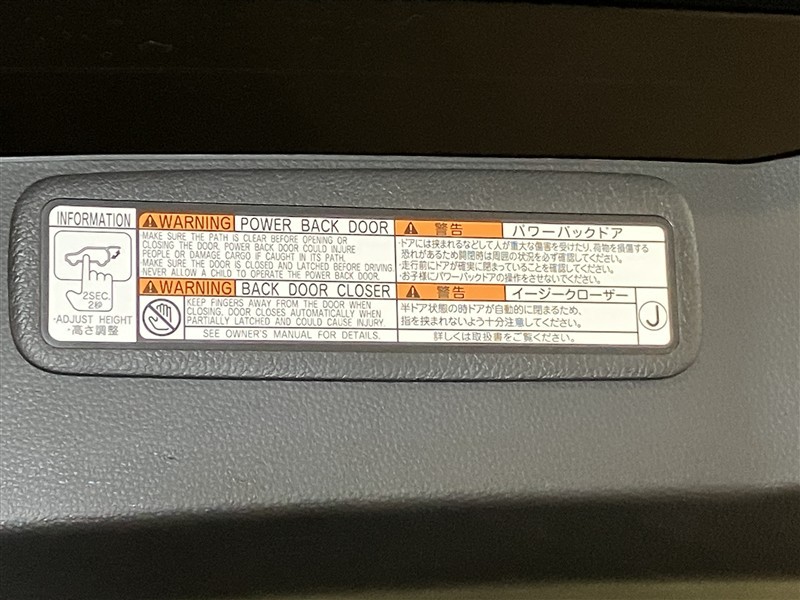 INFORMATION
2SEC.
2秒
·ADJUST HEIGHT
·高さ調整
WARNING POWER BACK DOOR
MAKE SURE THE PATH IS CLEAR BEFORE OPENING OR
CLOSING THE DOOR. POWER BACK DOOR COULD INJURE
PEOPLE OR DAMAGE CARGO IF CAUGHT IN ITS PATH.
MAKE SURE THE DOOR IS CLOSED AND LATCHED BEFORE DRIVING.
NEVER ALLOW A CHILD TO OPERATE THE POWER BACK DOOR.
WARNING BACK DOOR CLOSER
KEEP FINGERS AWAY FROM THE DOOR WHEN
CLOSING. DOOR CLOSES AUTOMATICALLY WHEN
PARTIALLY LATCHED AND COULD CAUSE INJURY.
SEE OWNER'S MANUAL FOR DETAILS.
警告 パワーバックドア
·ドアには挟まれるなどして人が重大な傷害を受けたり、荷物を損傷する
恐れがあるため開閉時は周囲の状況を必ず確認してください。
·走行前にドアが確実に閉まっていることを確認してください。
·お子様にパワーバックドアの操作をさせないでください。
警告 イージークローザー
半ドア状態の時ドアが自動的に閉まるため、
指を挟まれないよう十分注意してください。
J
詳しくは取扱書をご覧ください。